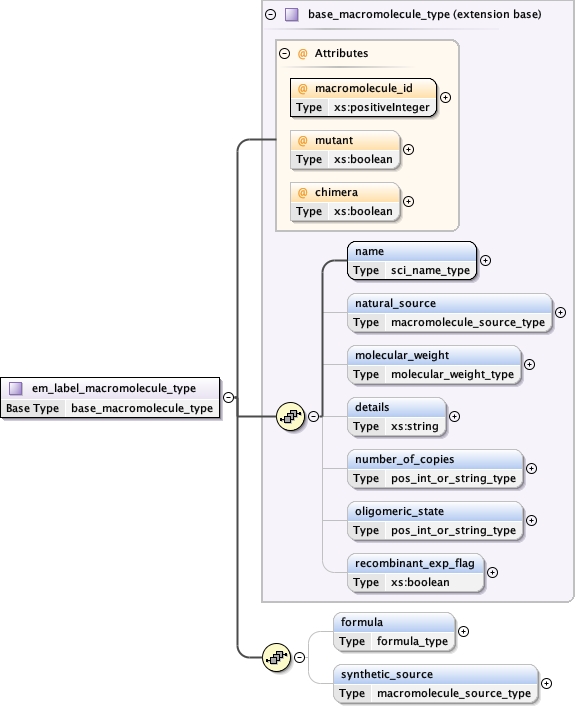 base_macromolecule_type (extension base)
@ Attributes
@ macromolecule_id
Type xs:positiveInteger
@ mutant
Type xs:boolean
@ chimera
Type xs:boolean
name
Type sci_name_type
natural_source
Type macromolecule_source_type
molecular_weight
Type molecular_weight_type
em_label_macromolecule_type
Base Type base_macromolecule_type
details
Type xs:string
number_of_copies
Type pos_int_or_string_type
oligomeric_state
Type pos_int_or_string_type
recombinant_exp_flag
Type xs:boolean
formula
Type formula_type
synthetic_source
Type macromolecule_source_type